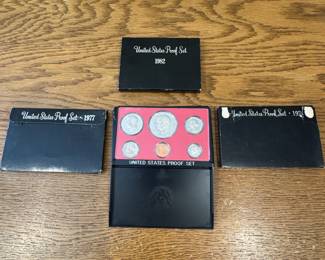 United States Proof Set
1982
United States Proof Set ~ 1977
United States Proof Set ·
UNITED STATES PROOF SET